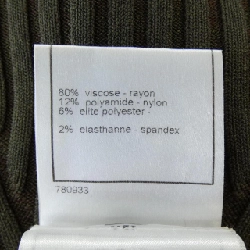 80% viscose - rayon
12% polyamide - nylon
6% elite polyester -
2% elasthanne - spandex
780933